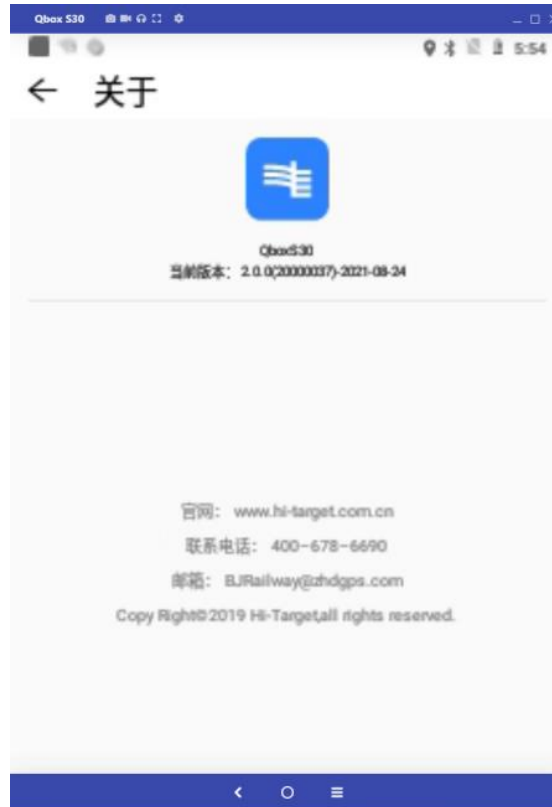 Qbox S30
5:54
关于
QboxS30
当前版本： 2.0.0(20000037)-2021-08-24
官网： www.hi-target.com.cn
联系电话： 400-678-6690
邮箱： BJRailway@zhdgps.com
Copy Right©2019 Hi-Target,all rights reserved.